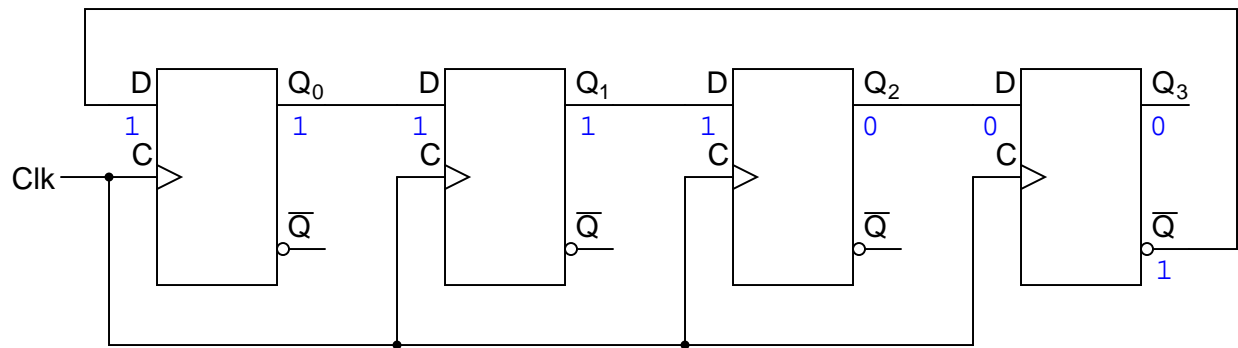 D Q₀ D Q₁ D Q₂ D Q₃
1 1 1 1 1 0 0 0
C C C C
Clk
Q̅ Q̅ Q̅ Q̅
1